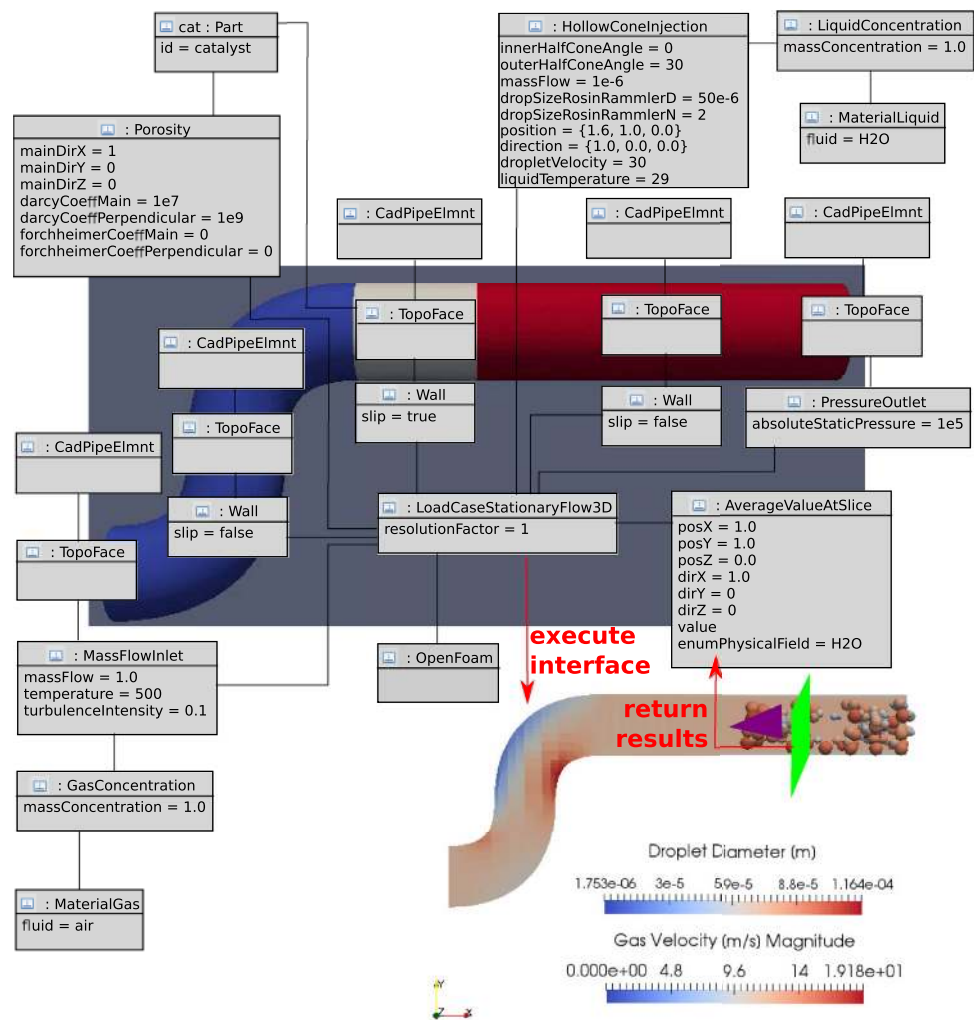 cat : Part
id = catalyst
: HollowConeInjection
innerHalfConeAngle = 0
outerHalfConeAngle = 30
massFlow = 1e-6
dropSizeRosinRammlerD = 50e-6
dropSizeRosinRammlerN = 2
position = {1.6, 1.0, 0.0}
direction = {1.0, 0.0, 0.0}
dropletVelocity = 30
liquidTemperature = 29
: LiquidConcentration
massConcentration = 1.0
: MaterialLiquid
fluid = H2O
: Porosity
mainDirX = 1
mainDirY = 0
mainDirZ = 0
darcyCoeffMain = 1e7
darcyCoeffPerpendicular = 1e9
forchheimerCoeffMain = 0
forchheimerCoeffPerpendicular = 0
: CadPipeElmnt
: CadPipeElmnt
: CadPipeElmnt
: TopoFace
: TopoFace
: TopoFace
: CadPipeElmnt
: Wall
slip = true
: Wall
slip = false
: PressureOutlet
absoluteStaticPressure = 1e5
: TopoFace
: CadPipeElmnt
: Wall
slip = false
: LoadCaseStationaryFlow3D
resolutionFactor = 1
: AverageValueAtSlice
posX = 1.0
posY = 1.0
posZ = 0.0
dirX = 1.0
dirY = 0
dirZ = 0
value
enumPhysicalField = H2O
: TopoFace
: MassFlowInlet
massFlow = 1.0
temperature = 500
turbulenceIntensity = 0.1
: OpenFoam
execute
interface
return
results
: GasConcentration
massConcentration = 1.0
: MaterialGas
fluid = air
Droplet Diameter (m)
1.753e-06 3e-5 5.9e-5 8.8e-5 1.164e-04
Gas Velocity (m/s) Magnitude
0.000e+00 4.8 9.6 14 1.918e+01
Y
Z
X